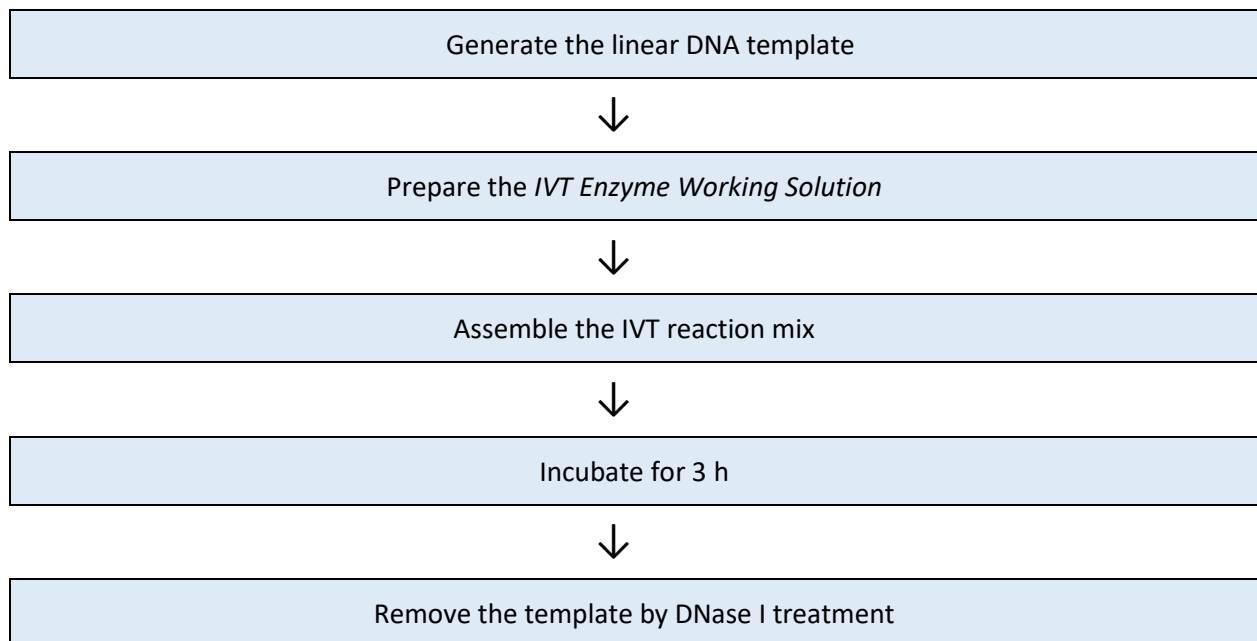 Generate the linear DNA template
Prepare the IVT Enzyme Working Solution
Assemble the IVT reaction mix
Incubate for 3 h
Remove the template by DNase I treatment